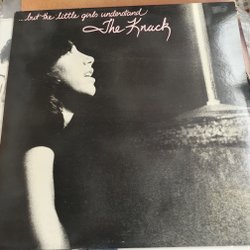 ...but the little girls understand
The Knack